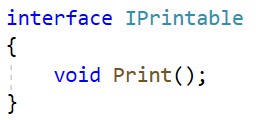 interface IPrintable
{
    void Print();
}